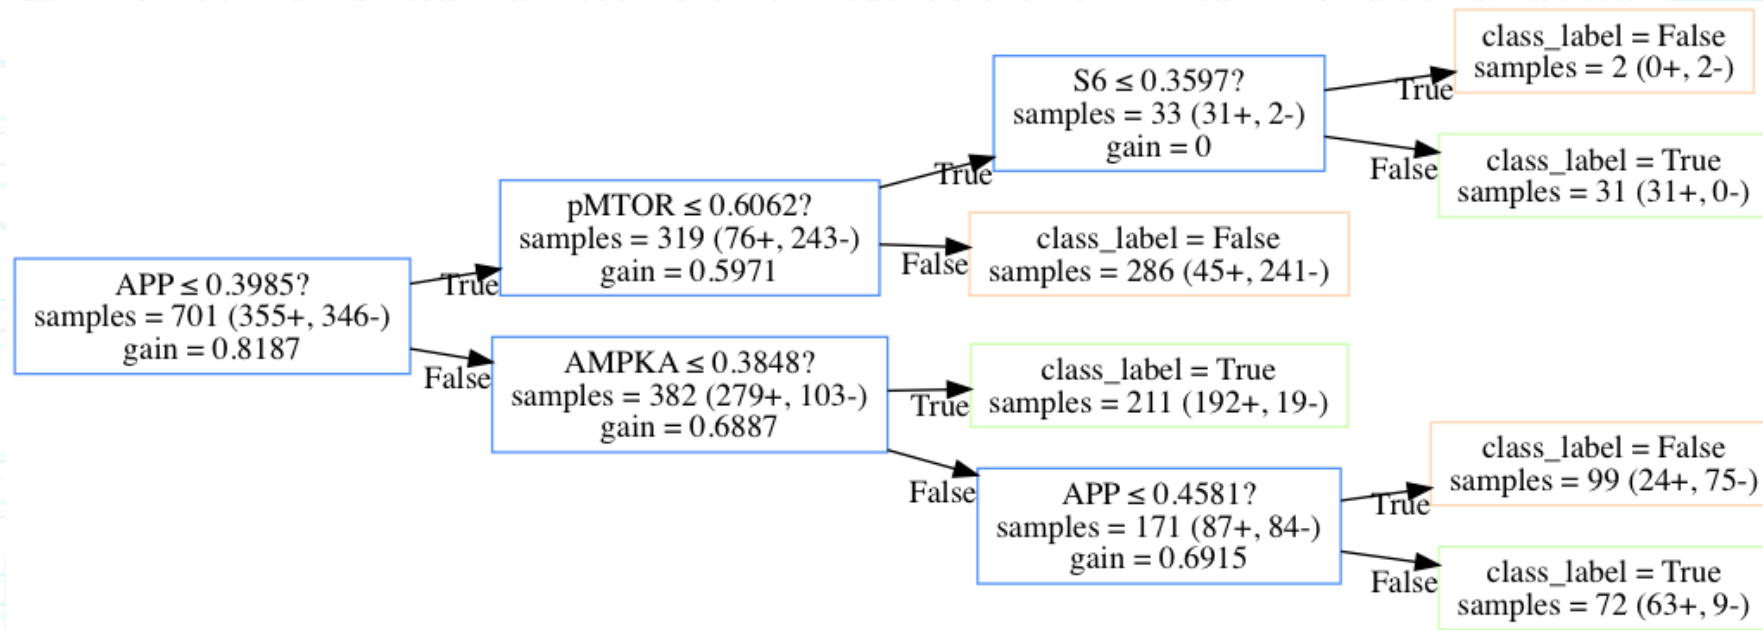 APP ≤ 0.3985?
samples = 701 (355+, 346-)
gain = 0.8187
True
False
pMTOR ≤ 0.6062?
samples = 319 (76+, 243-)
gain = 0.5971
True
False
AMPKA ≤ 0.3848?
samples = 382 (279+, 103-)
gain = 0.6887
True
False
S6 ≤ 0.3597?
samples = 33 (31+, 2-)
gain = 0
True
False
class_label = False
samples = 286 (45+, 241-)
class_label = True
samples = 211 (192+, 19-)
APP ≤ 0.4581?
samples = 171 (87+, 84-)
gain = 0.6915
True
False
class_label = False
samples = 2 (0+, 2-)
class_label = True
samples = 31 (31+, 0-)
class_label = False
samples = 99 (24+, 75-)
class_label = True
samples = 72 (63+, 9-)